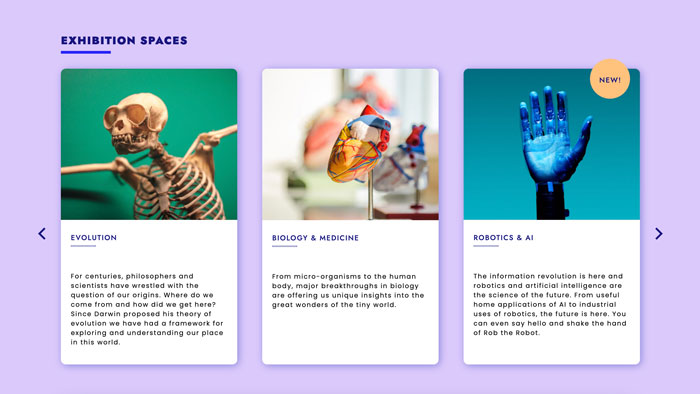 EXHIBITION SPACES
NEW!
EVOLUTION
For centuries, philosophers and
scientists have wrestled with the
question of our origins. Where do we
come from and how did we get here?
Since Darwin proposed his theory of
evolution we have had a framework for
exploring and understanding our place
in this world.
BIOLOGY & MEDICINE
From micro-organisms to the human
body, major breakthroughs in biology
are offering us unique insights into the
great wonders of the tiny world.
ROBOTICS & AI
The information revolution is here and
robotics and artificial intelligence are
the science of the future. From useful
home applications of AI to industrial
uses of robotics, the future is here. You
can even say hello and shake the hand
of Rob the Robot.